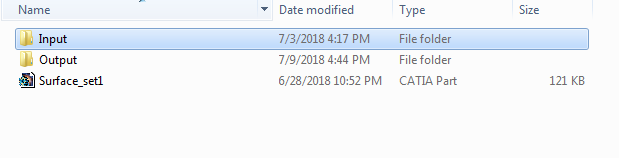 Name Date modified Type Size
Input 7/3/2018 4:17 PM File folder
Output 7/9/2018 4:44 PM File folder
Surface_set1 6/28/2018 10:52 PM CATIA Part 121 KB